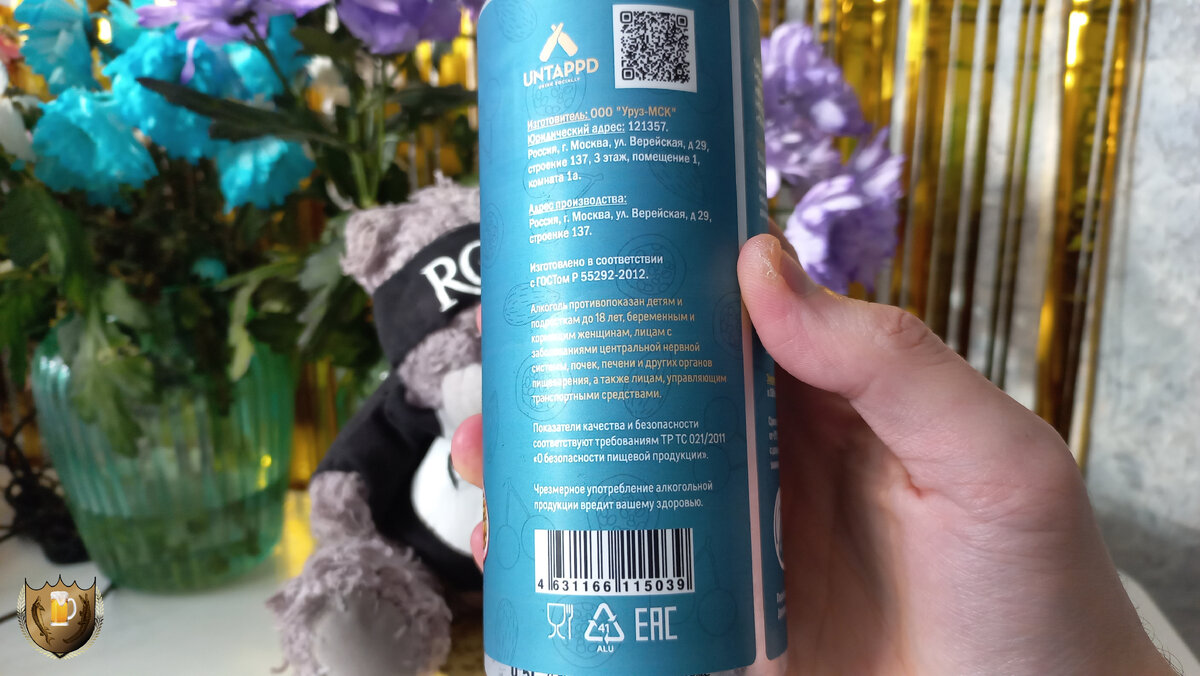 UNTAPPD
DRINK SOCIALLY
Изготовитель: ООО "Уруз-МСК"
Юридический адрес: 121357.
Россия, г. Москва, ул. Верейская, д 29,
строение 137, 3 этаж, помещение 1,
комната 1а.
Адрес производства:
Россия, г. Москва, ул. Верейская, д 29,
строение 137.
Изготовлено в соответствии
с ГОСТом Р 55292-2012.
Алкоголь противопоказан детям и
подросткам до 18 лет, беременным и
кормящим женщинам, лицам с
заболеваниями центральной нервной
системы, почек, печени и других органов
пищеварения, а также лицам, управляющим
транспортными средствами.
Показатели качества и безопасности
соответствуют требованиям ТР ТС 021/2011
«О безопасности пищевой продукции».
Чрезмерное употребление алкогольной
продукции вредит вашему здоровью.
4 631166 115039
41
ALU
EAC